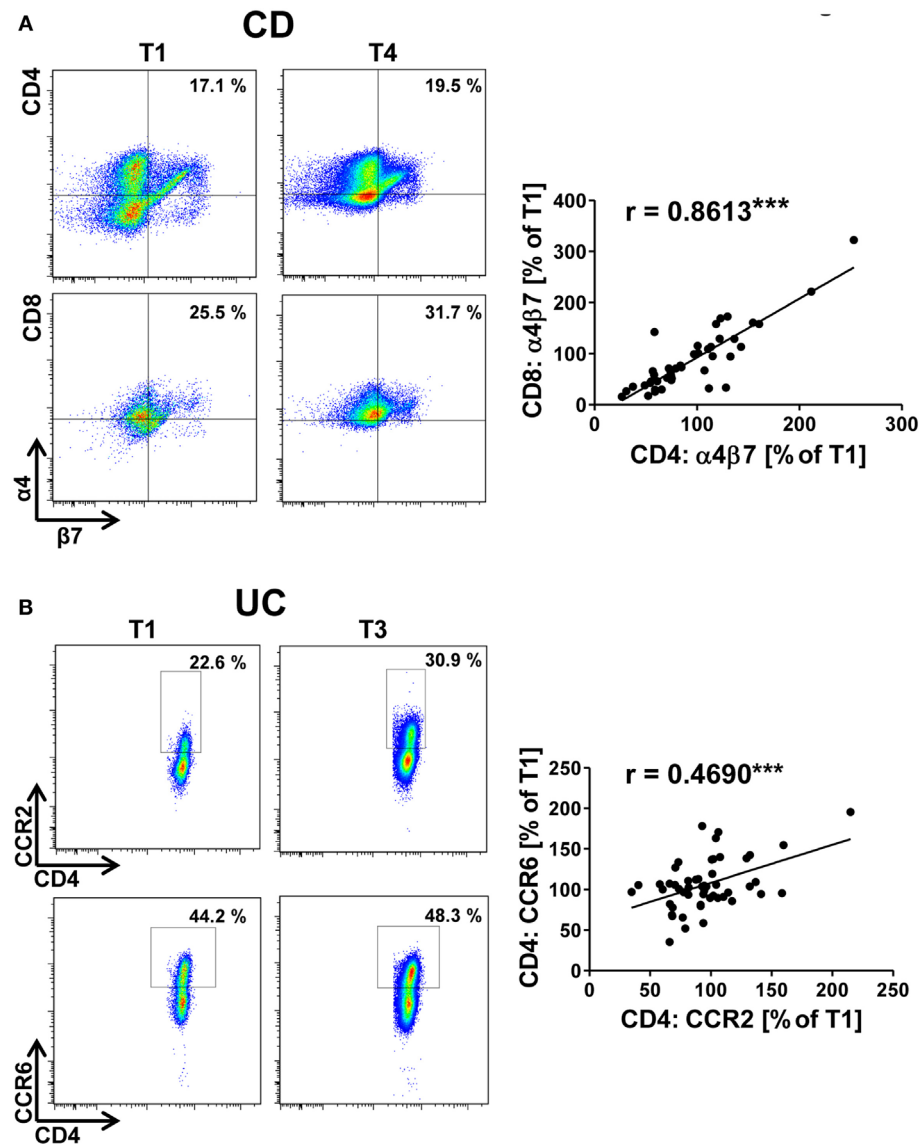 A
CD
T1
T4
CD4
17.1 %
19.5 %
CD8
25.5 %
31.7 %
α4
β7
r = 0.8613***
CD8: α4β7 [% of T1]
400
300
200
100
0
0
100
200
300
CD4: α4β7 [% of T1]
B
UC
T1
T3
22.6 %
30.9 %
CCR2
CD4
44.2 %
48.3 %
CCR6
CD4
r = 0.4690***
CD4: CCR6 [% of T1]
250
200
150
100
50
0
0
50
100
150
200
250
CD4: CCR2 [% of T1]